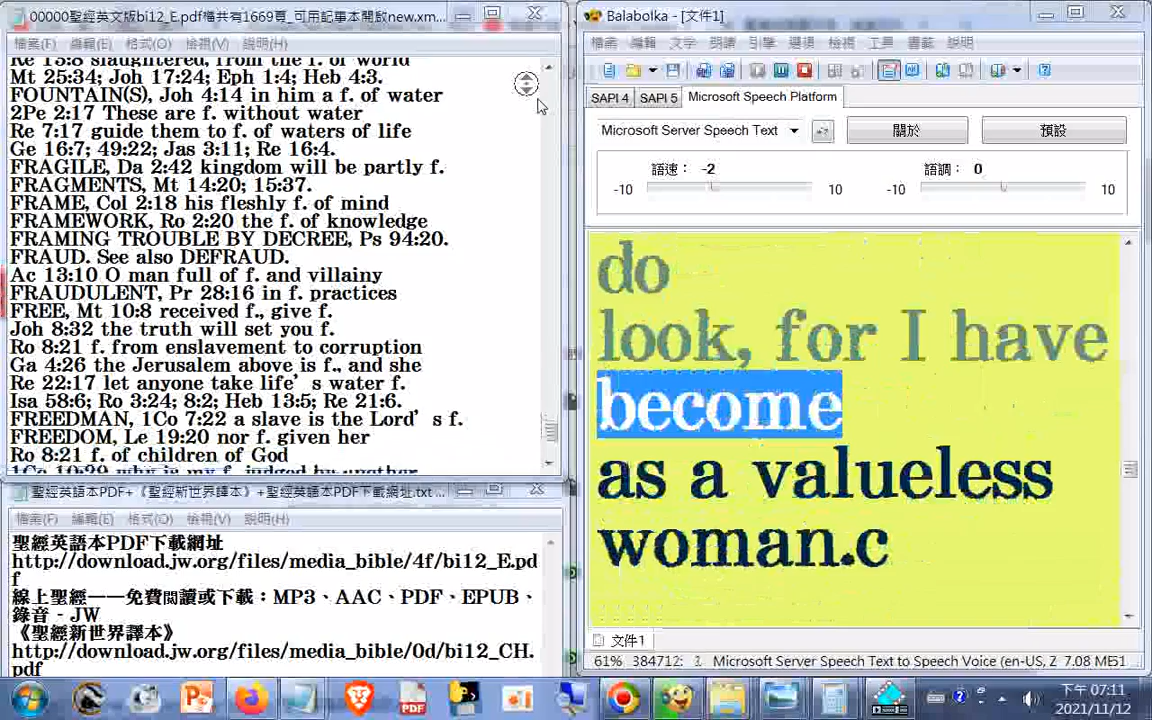 00000聖經英文版bi12_E.pdf檔共有1669頁_可用記事本開啟new.xm...
檔案(F) 編輯(E) 格式(O) 檢視(V) 說明(H)
Re 13:8 slaughtered, from the f. of world
Mt 25:34; Joh 17:24; Eph 1:4; Heb 4:3.
FOUNTAIN(S), Joh 4:14 in him a f. of water
2Pe 2:17 These are f. without water
Re 7:17 guide them to f. of waters of life
Ge 16:7; 49:22; Jas 3:11; Re 16:4.
FRAGILE, Da 2:42 kingdom will be partly f.
FRAGMENTS, Mt 14:20; 15:37.
FRAME, Col 2:18 his fleshly f. of mind
FRAMEWORK, Ro 2:20 the f. of knowledge
FRAMING TROUBLE BY DECREE, Ps 94:20.
FRAUD. See also DEFRAUD.
Ac 13:10 O man full of f. and villainy
FRAUDULENT, Pr 28:16 in f. practices
FREE, Mt 10:8 received f., give f.
Joh 8:32 the truth will set you f.
Ro 8:21 f. from enslavement to corruption
Ga 4:26 the Jerusalem above is f., and she
Re 22:17 let anyone take life’s water f.
Isa 58:6; Ro 3:24; 8:2; Heb 13:5; Re 21:6.
FREEDMAN, 1Co 7:22 a slave is the Lord’s f.
FREEDOM, Le 19:20 nor f. given her
Ro 8:21 f. of children of God
1Co 10:29 why is my f. judged by another
聖經英語本PDF+《聖經新世界譯本》+聖經英語本PDF下載網址.txt ...
檔案(F) 編輯(E) 格式(O) 檢視(V) 說明(H)
聖經英語本PDF下載網址
http://download.jw.org/files/media_bible/4f/bi12_E.pd
f
線上聖經——免費閱讀或下載：MP3、AAC、PDF、EPUB、
錄音 - JW
《聖經新世界譯本》
http://download.jw.org/files/media_bible/0d/bi12_CH.
pdf
Balabolka - [文件1]
檔案 編輯 文字 朗讀 引擎 選項 檢視 工具 書籤 說明
SAPI 4 SAPI 5 Microsoft Speech Platform
Microsoft Server Speech Text 關於 預設
語速： -2 語調： 0
-10 10 -10 10
do
look, for I have
become
as a valueless
woman.c
文件1
61% 384712: 1 Microsoft Server Speech Text to Speech Voice (en-US, Z 7.08 ME51
下午 07:11
2021/11/12